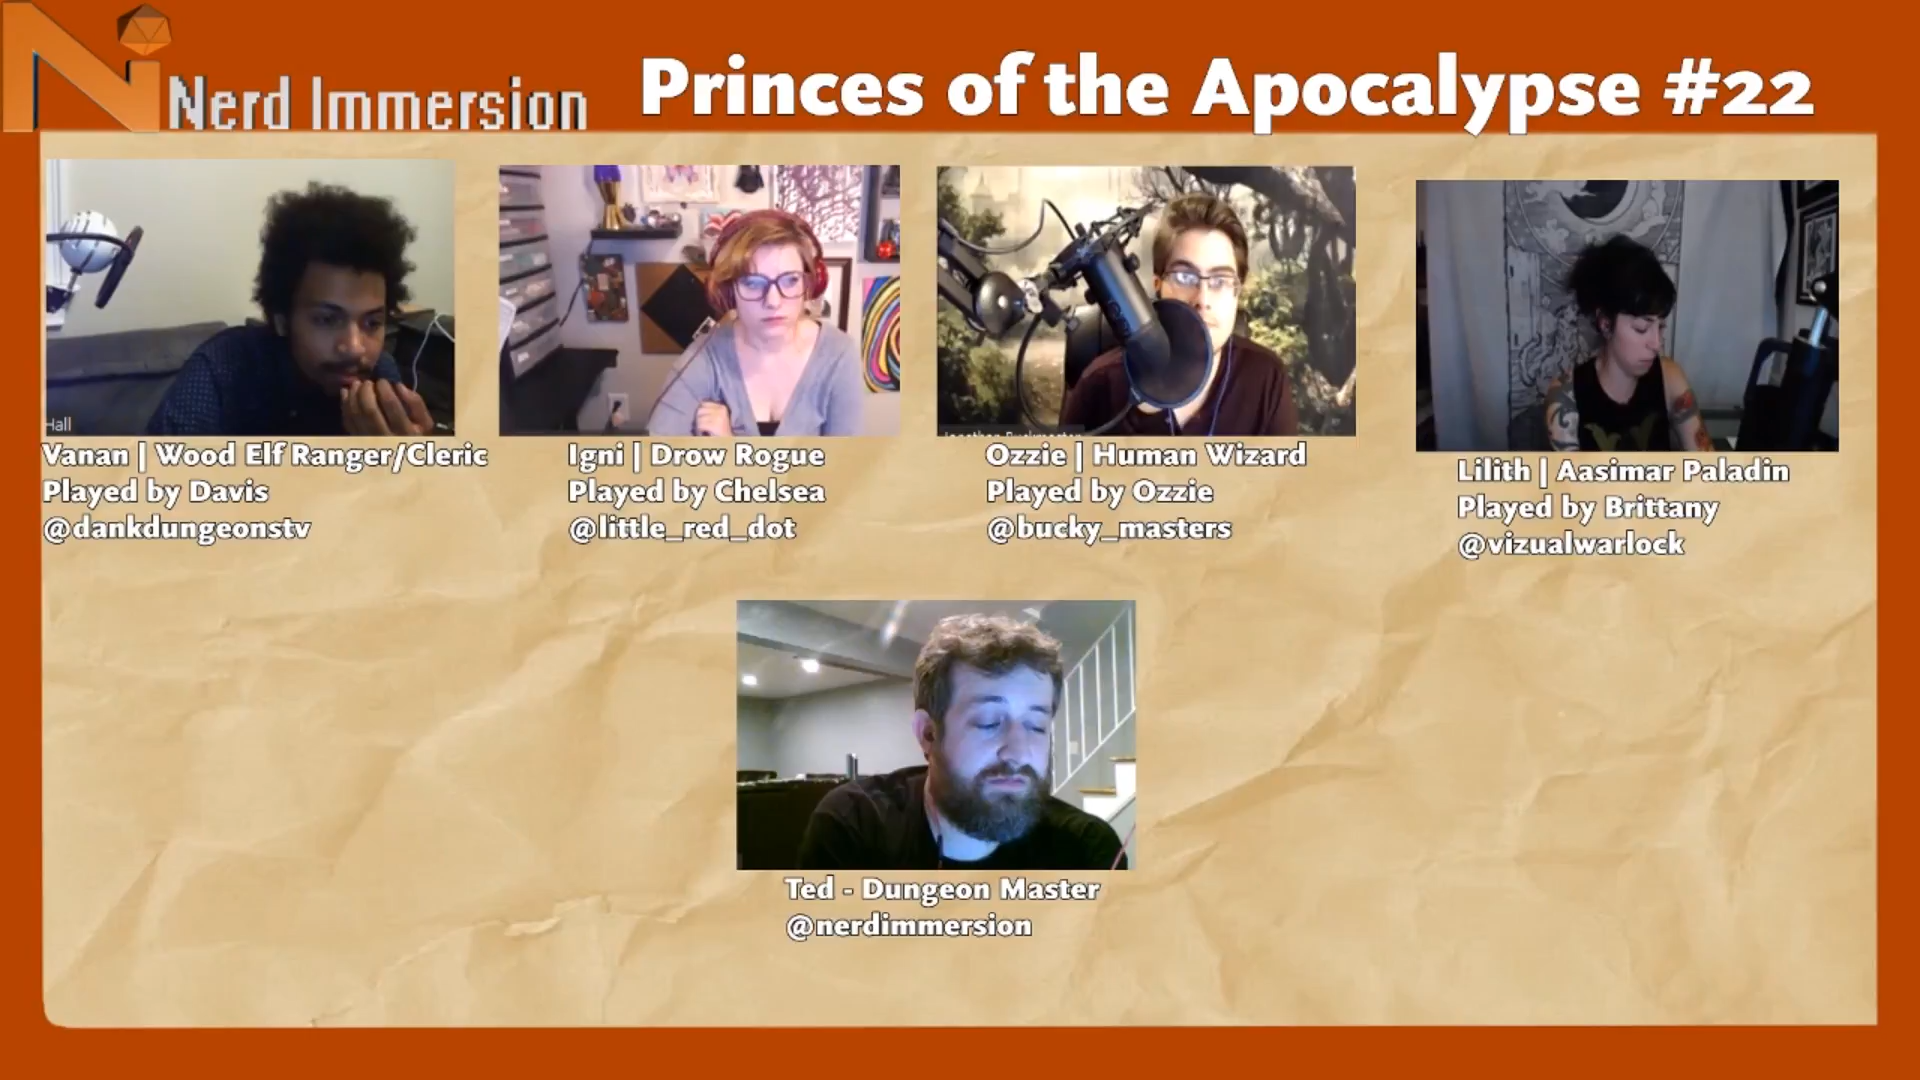 Nerd Immersion
Princes of the Apocalypse #22
Hall
Vanan | Wood Elf Ranger/Cleric
Played by Davis
@dankdungeonstv
Igni | Drow Rogue
Played by Chelsea
@little_red_dot
Ozzie | Human Wizard
Played by Ozzie
@bucky_masters
Lilith | Aasimar Paladin
Played by Brittany
@vizualwarlock
Ted - Dungeon Master
@nerdimmersion